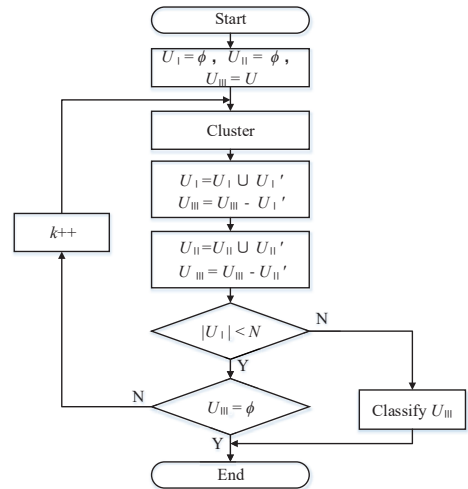 Start
U_Ⅰ = ϕ , U_Ⅱ = ϕ ,
U_Ⅲ = U
Cluster
U_Ⅰ=U_Ⅰ ∪ U_Ⅰ′
U_Ⅲ = U_Ⅲ - U_Ⅰ′
k++
U_Ⅱ=U_Ⅱ ∪ U_Ⅱ′
U_Ⅲ = U_Ⅲ - U_Ⅱ′
|U_Ⅰ| < N
N
Y
N
U_Ⅲ = ϕ
Classify U_Ⅲ
Y
End